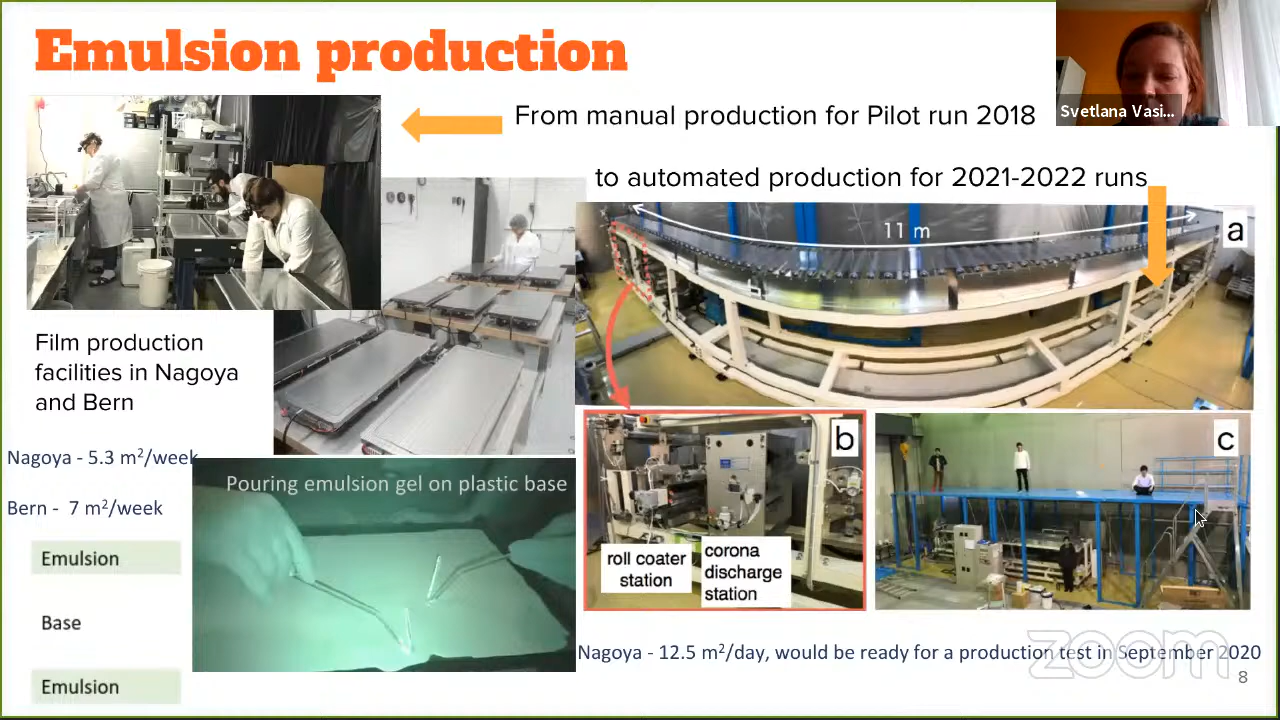 Emulsion production
Svetlana Vasi...
From manual production for Pilot run 2018
to automated production for 2021-2022 runs
11 m
a
Film production
facilities in Nagoya
and Bern
b
c
Nagoya - 5.3 m²/week
Pouring emulsion gel on plastic base
Bern - 7 m²/week
roll coater
station
corona
discharge
station
Emulsion
Base
Emulsion
Nagoya - 12.5 m²/day, would be ready for a production test in September 2020
zoom
8